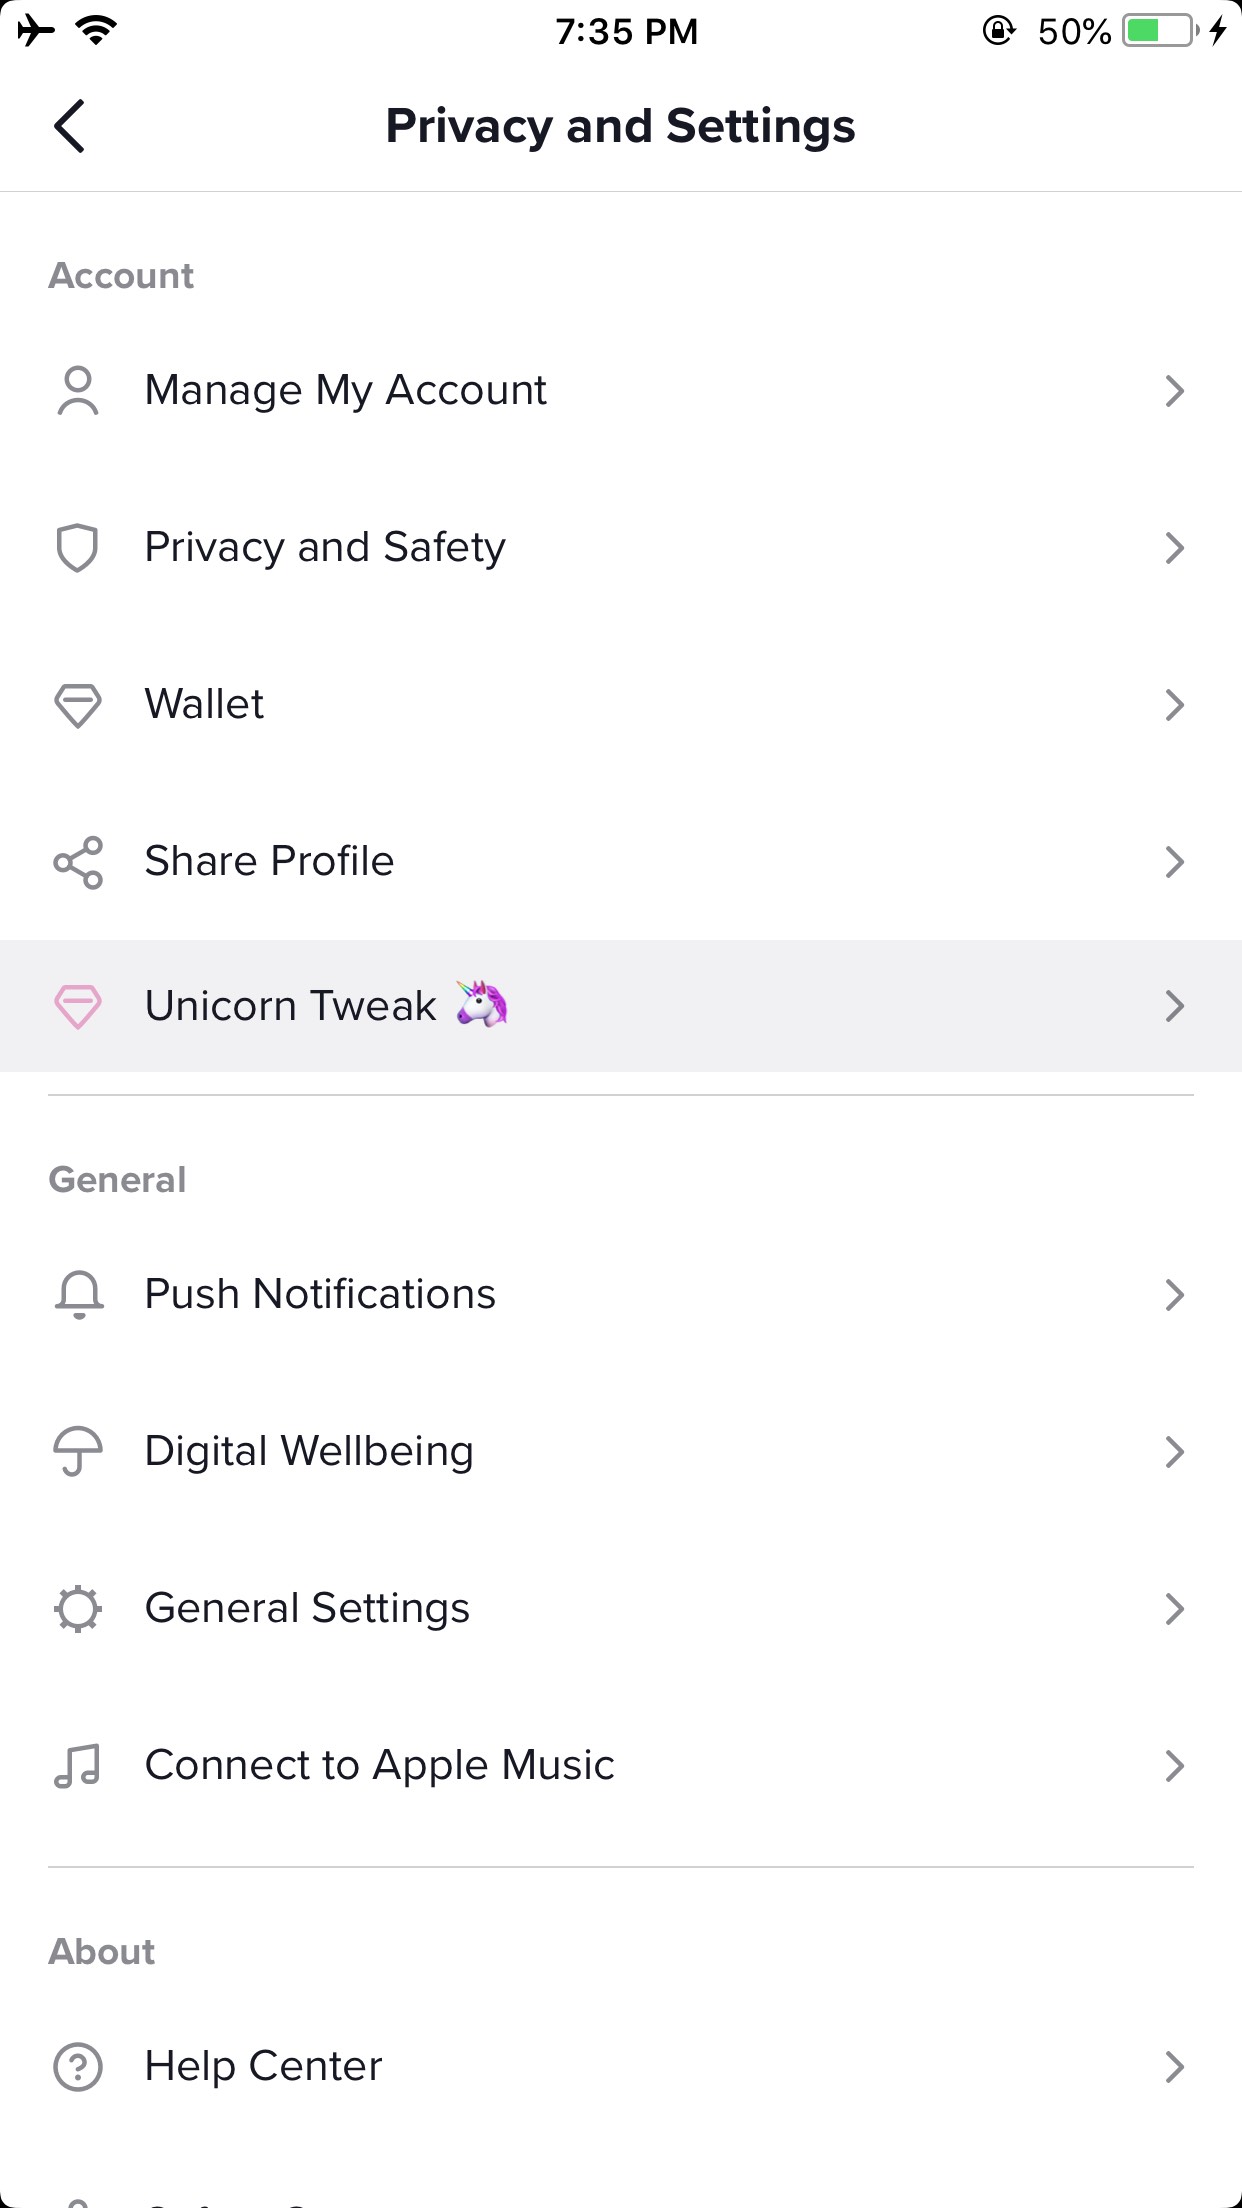 7:35 PM
50%
Privacy and Settings
Account
Manage My Account
Privacy and Safety
Wallet
Share Profile
Unicorn Tweak 🦄
General
Push Notifications
Digital Wellbeing
General Settings
Connect to Apple Music
About
Help Center